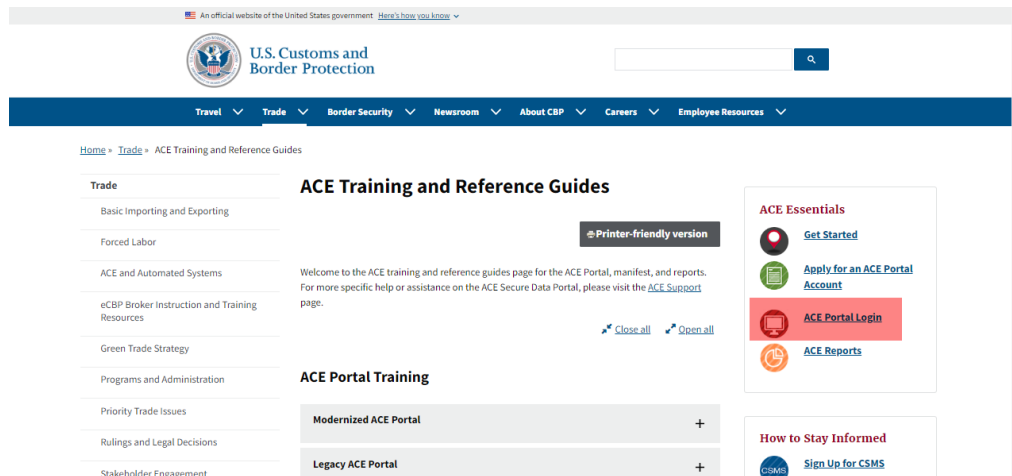 An official website of the United States government Here's how you know
U.S. Customs and
Border Protection
Travel Trade Border Security Newsroom About CBP Careers Employee Resources
Home » Trade » ACE Training and Reference Guides
Trade
Basic Importing and Exporting
Forced Labor
ACE and Automated Systems
eCBP Broker Instruction and Training
Resources
Green Trade Strategy
Programs and Administration
Priority Trade Issues
Rulings and Legal Decisions
Stakeholder Engagement
ACE Training and Reference Guides
Printer-friendly version
Welcome to the ACE training and reference guides page for the ACE Portal, manifest, and reports.
For more specific help or assistance on the ACE Secure Data Portal, please visit the ACE Support
page.
Close all Open all
ACE Portal Training
Modernized ACE Portal +
Legacy ACE Portal +
ACE Essentials
Get Started
Apply for an ACE Portal
Account
ACE Portal Login
ACE Reports
How to Stay Informed
CSMS Sign Up for CSMS